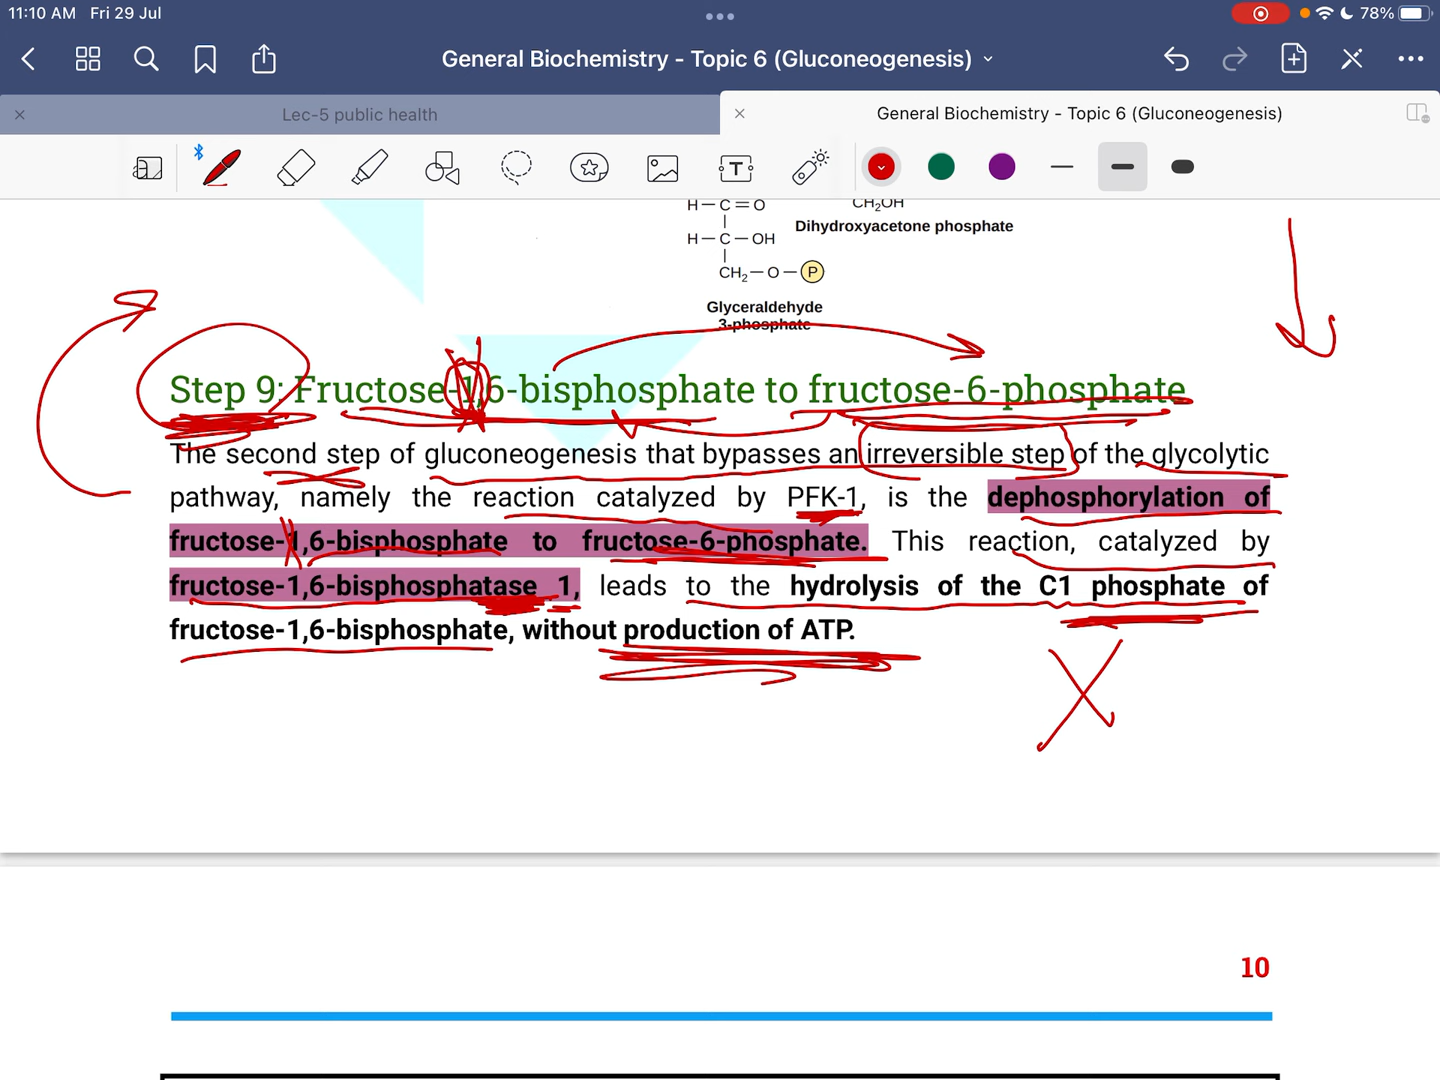 11:10 AM Fri 29 Jul
78%
General Biochemistry - Topic 6 (Gluconeogenesis)
Lec-5 public health
General Biochemistry - Topic 6 (Gluconeogenesis)
T
H—C=O
CH₂OH
Dihydroxyacetone phosphate
H—C—OH
CH₂—O—P
Glyceraldehyde
3-phosphate
Step 9: Fructose-1,6-bisphosphate to fructose-6-phosphate
The second step of gluconeogenesis that bypasses an irreversible step of the glycolytic
pathway, namely the reaction catalyzed by PFK-1, is the dephosphorylation of
fructose-1,6-bisphosphate to fructose-6-phosphate. This reaction, catalyzed by
fructose-1,6-bisphosphatase 1, leads to the hydrolysis of the C1 phosphate of
fructose-1,6-bisphosphate, without production of ATP.
10